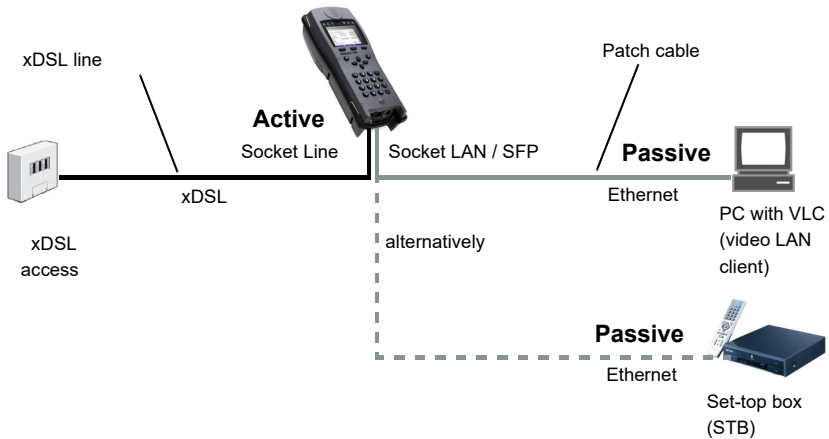 xDSL line
Patch cable
Active
Socket Line
Socket LAN / SFP
Passive
xDSL
Ethernet
PC with VLC
(video LAN
client)
xDSL
access
alternatively
Passive
Ethernet
Set-top box
(STB)